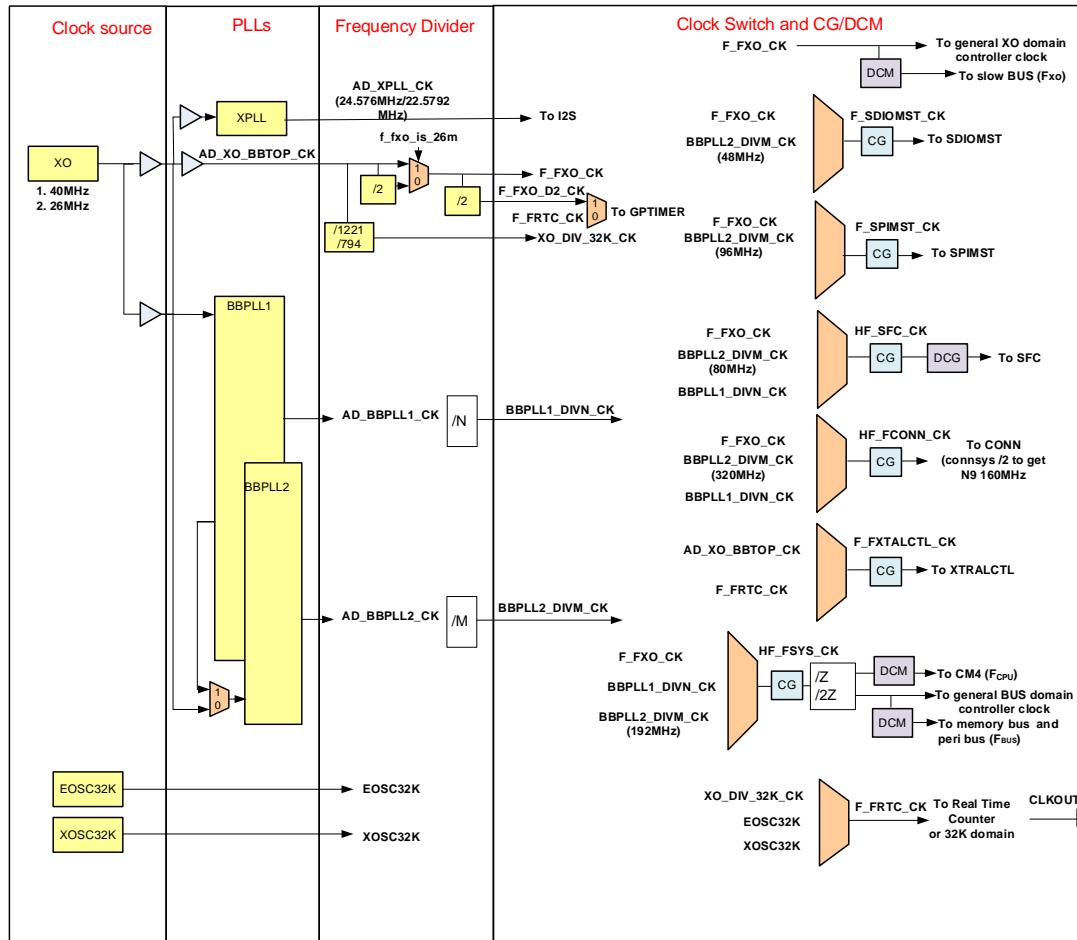 Clock source
PLLs
Frequency Divider
Clock Switch and CG/DCM
XO
1. 40MHz
2. 26MHz
XPLL
AD_XPLL_CK
(24.576MHz/22.5792
MHz)
To I2S
f_fxo_is_26m
AD_XO_BBTOP_CK
/2
1
0
F_FXO_CK
/2
F_FXO_D2_CK
F_FRTC_CK
1
0
To GPTIMER
/1221
/794
XO_DIV_32K_CK
BBPLL1
BBPLL2
AD_BBPLL1_CK
/N
BBPLL1_DIVN_CK
AD_BBPLL2_CK
/M
BBPLL2_DIVM_CK
1
0
EOSC32K
EOSC32K
XOSC32K
XOSC32K
F_FXO_CK
To general XO domain
controller clock
DCM
To slow BUS (Fxo)
F_FXO_CK
BBPLL2_DIVM_CK
(48MHz)
F_SDIOMST_CK
CG
To SDIOMST
F_FXO_CK
BBPLL2_DIVM_CK
(96MHz)
F_SPIMST_CK
CG
To SPIMST
F_FXO_CK
BBPLL2_DIVM_CK
(80MHz)
BBPLL1_DIVN_CK
HF_SFC_CK
CG
DCG
To SFC
F_FXO_CK
BBPLL2_DIVM_CK
(320MHz)
BBPLL1_DIVN_CK
HF_FCONN_CK
CG
To CONN
(connsys /2 to get
N9 160MHz
AD_XO_BBTOP_CK
F_FRTC_CK
F_FXTALCTL_CK
CG
To XTRALCTL
F_FXO_CK
BBPLL1_DIVN_CK
BBPLL2_DIVM_CK
(192MHz)
HF_FSYS_CK
CG
/Z
/2Z
DCM
To CM4 (FCPU)
To general BUS domain
controller clock
DCM
To memory bus and
peri bus (FBUS)
XO_DIV_32K_CK
EOSC32K
XOSC32K
F_FRTC_CK
To Real Time
Counter
or 32K domain
CLKOUT